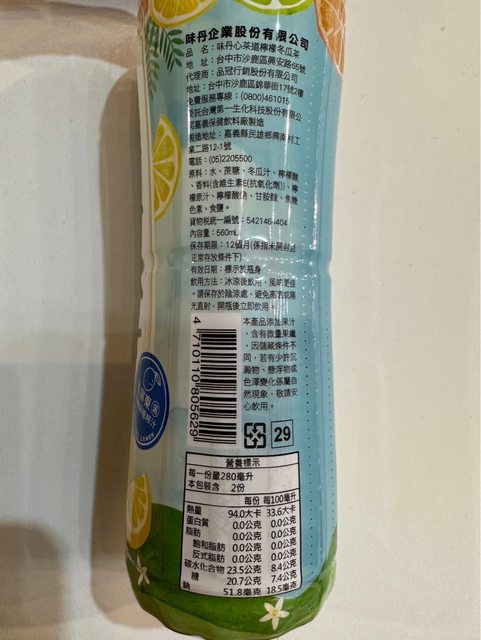 味丹企業股份有限公司
品 名：味丹心茶道檸檬冬瓜茶
地 址：台中市沙鹿區興安路65號
代理商：品冠行銷股份有限公司
地址：台中市沙鹿區錦華街17號2樓
免費服務專線：(0800)461015
委託台灣第一生化科技股份有限公
司嘉義保健飲料廠製造
製造地址：嘉義縣民雄鄉興南村工
業二路12-1號
電話：(05)2205500
原料：水、蔗糖、冬瓜汁、檸檬酸
、香料(含維生素E(抗氧化劑))、檸
檬原汁、檸檬酸鈉、甘胺酸、焦糖
色素、食鹽。
貨物稅統一編號：5421464404
內容量：560mL
保存期限：12個月(係指未開封且
正常存放條件下)
有效日期：標示於瓶身
飲用方法：冰涼後飲用，風味更佳
。請保存於陰涼處，避免高溫或陽
光直射，開瓶後立即飲用。
本產品添加果汁
，含有微量果纖
，因儲藏條件不
同，若有少許沉
澱物、懸浮物或
色澤變化係屬自
然現象，敬請安
心飲用。
4 710110 805629
29
LEMON
營養標示
每一份量280毫升
本包裝含 2份
每份 每100毫升
熱量 94.0大卡 33.6大卡
蛋白質 0.0公克 0.0公克
脂肪 0.0公克 0.0公克
飽和脂肪 0.0公克 0.0公克
反式脂肪 0.0公克 0.0公克
碳水化合物 23.5公克 8.4公克
糖 20.7公克 7.4公克
鈉 51.8毫克 18.5毫克